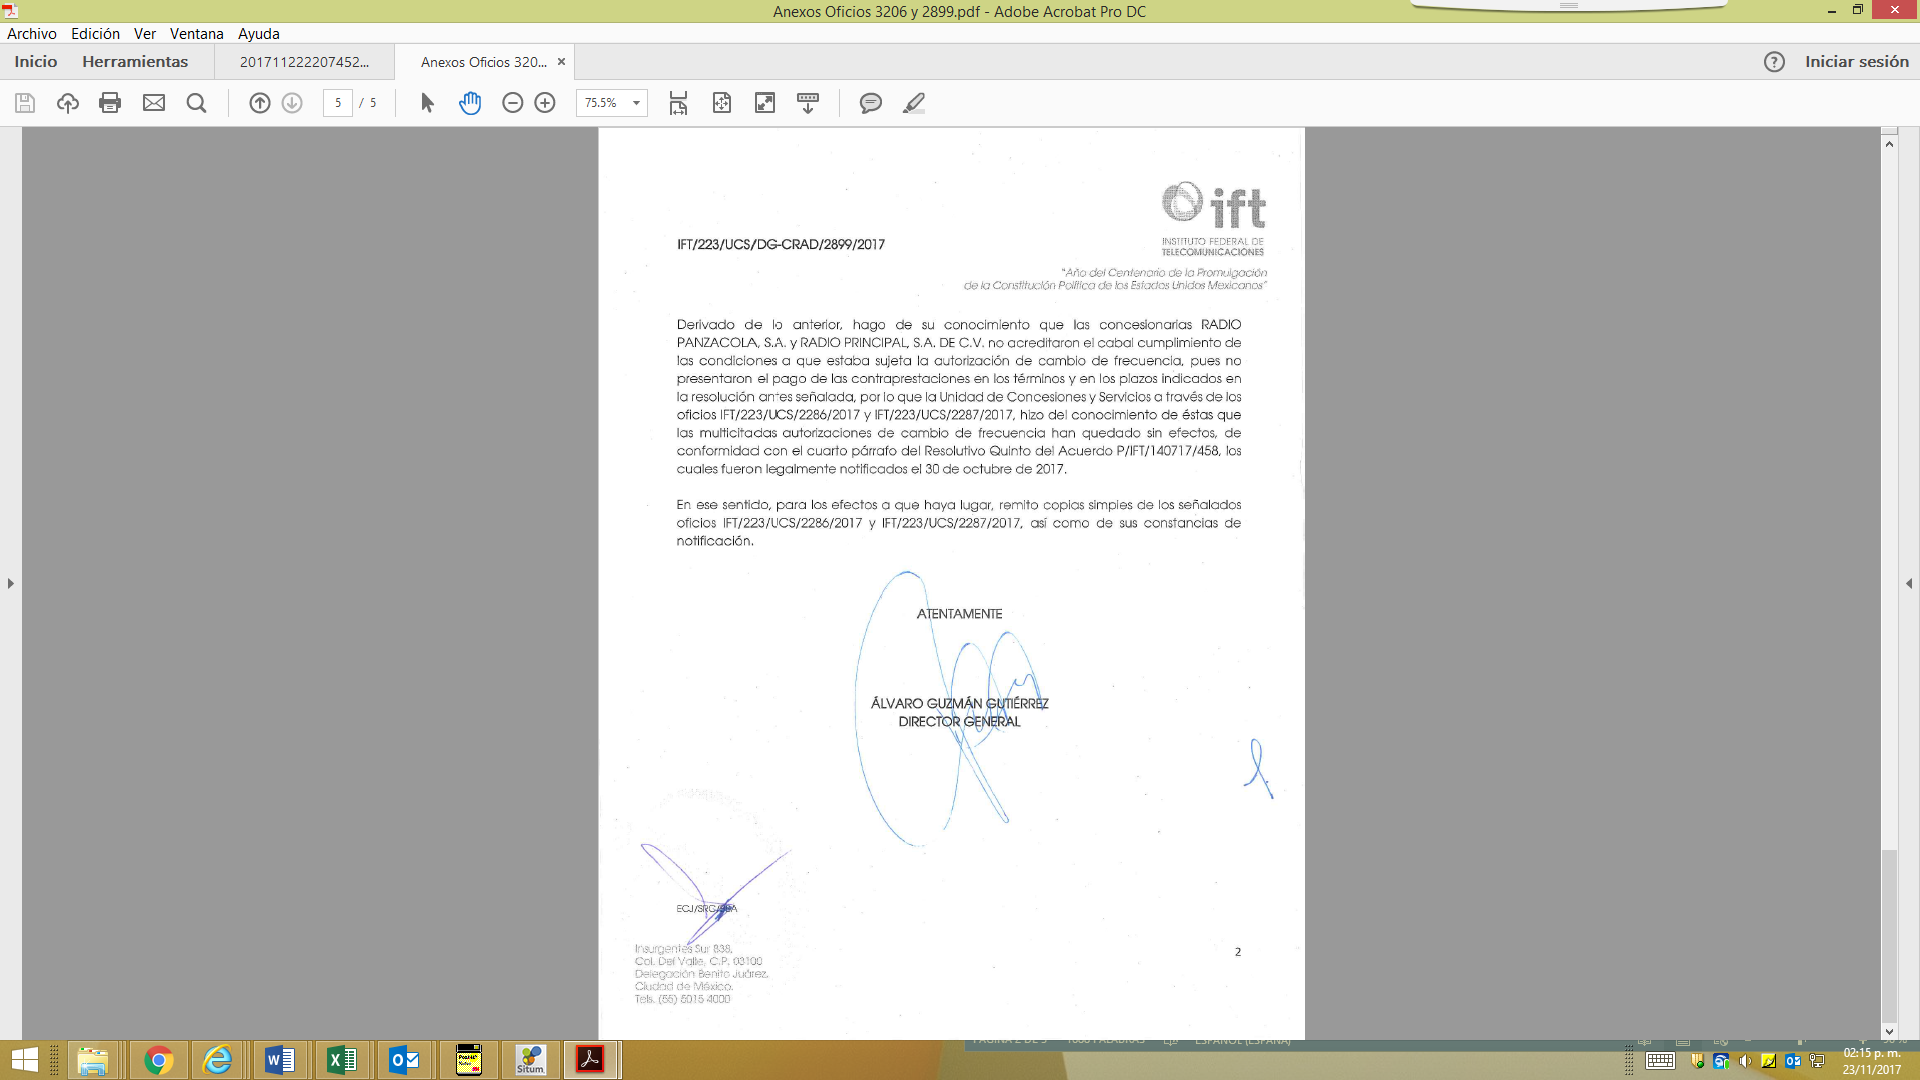 Anexos Oficios 3206 y 2899.pdf - Adobe Acrobat Pro DC
Archivo Edición Ver Ventana Ayuda
Inicio Herramientas 201711222207452... Anexos Oficios 320... × Iniciar sesión
5 / 5 75.5%
ift
INSTITUTO FEDERAL DE
TELECOMUNICACIONES
IFT/223/UCS/DG-CRAD/2899/2017
"Año del Centenario de la Promulgación
de la Constitución Política de los Estados Unidos Mexicanos"
Derivado de lo anterior, hago de su conocimiento que las concesionarias RADIO
PANZACOLA, S.A. y RADIO PRINCIPAL, S.A. DE C.V. no acreditaron el cabal cumplimiento de
las condiciones a que estaba sujeta la autorización de cambio de frecuencia, pues no
presentaron el pago de las contraprestaciones en los términos y en los plazos indicados en
la resolución antes señalada, por lo que la Unidad de Concesiones y Servicios a través de los
oficios IFT/223/UCS/2286/2017 y IFT/223/UCS/2287/2017, hizo del conocimiento de éstas que
las multicitadas autorizaciones de cambio de frecuencia han quedado sin efectos, de
conformidad con el cuarto párrafo del Resolutivo Quinto del Acuerdo P/IFT/140717/458, los
cuales fueron legalmente notificados el 30 de octubre de 2017.
En ese sentido, para los efectos a que haya lugar, remito copias simples de los señalados
oficios IFT/223/UCS/2286/2017 y IFT/223/UCS/2287/2017, así como de sus constancias de
notificación.
ATENTAMENTE
ÁLVARO GUZMÁN GUTIÉRREZ
DIRECTOR GENERAL
Insurgentes Sur 838,
Col. Del Valle, C.P. 03100
Delegación Benito Juárez,
Ciudad de México.
Tels. (55) 5015 4000
2
Situm
02:15 p. m.
23/11/2017